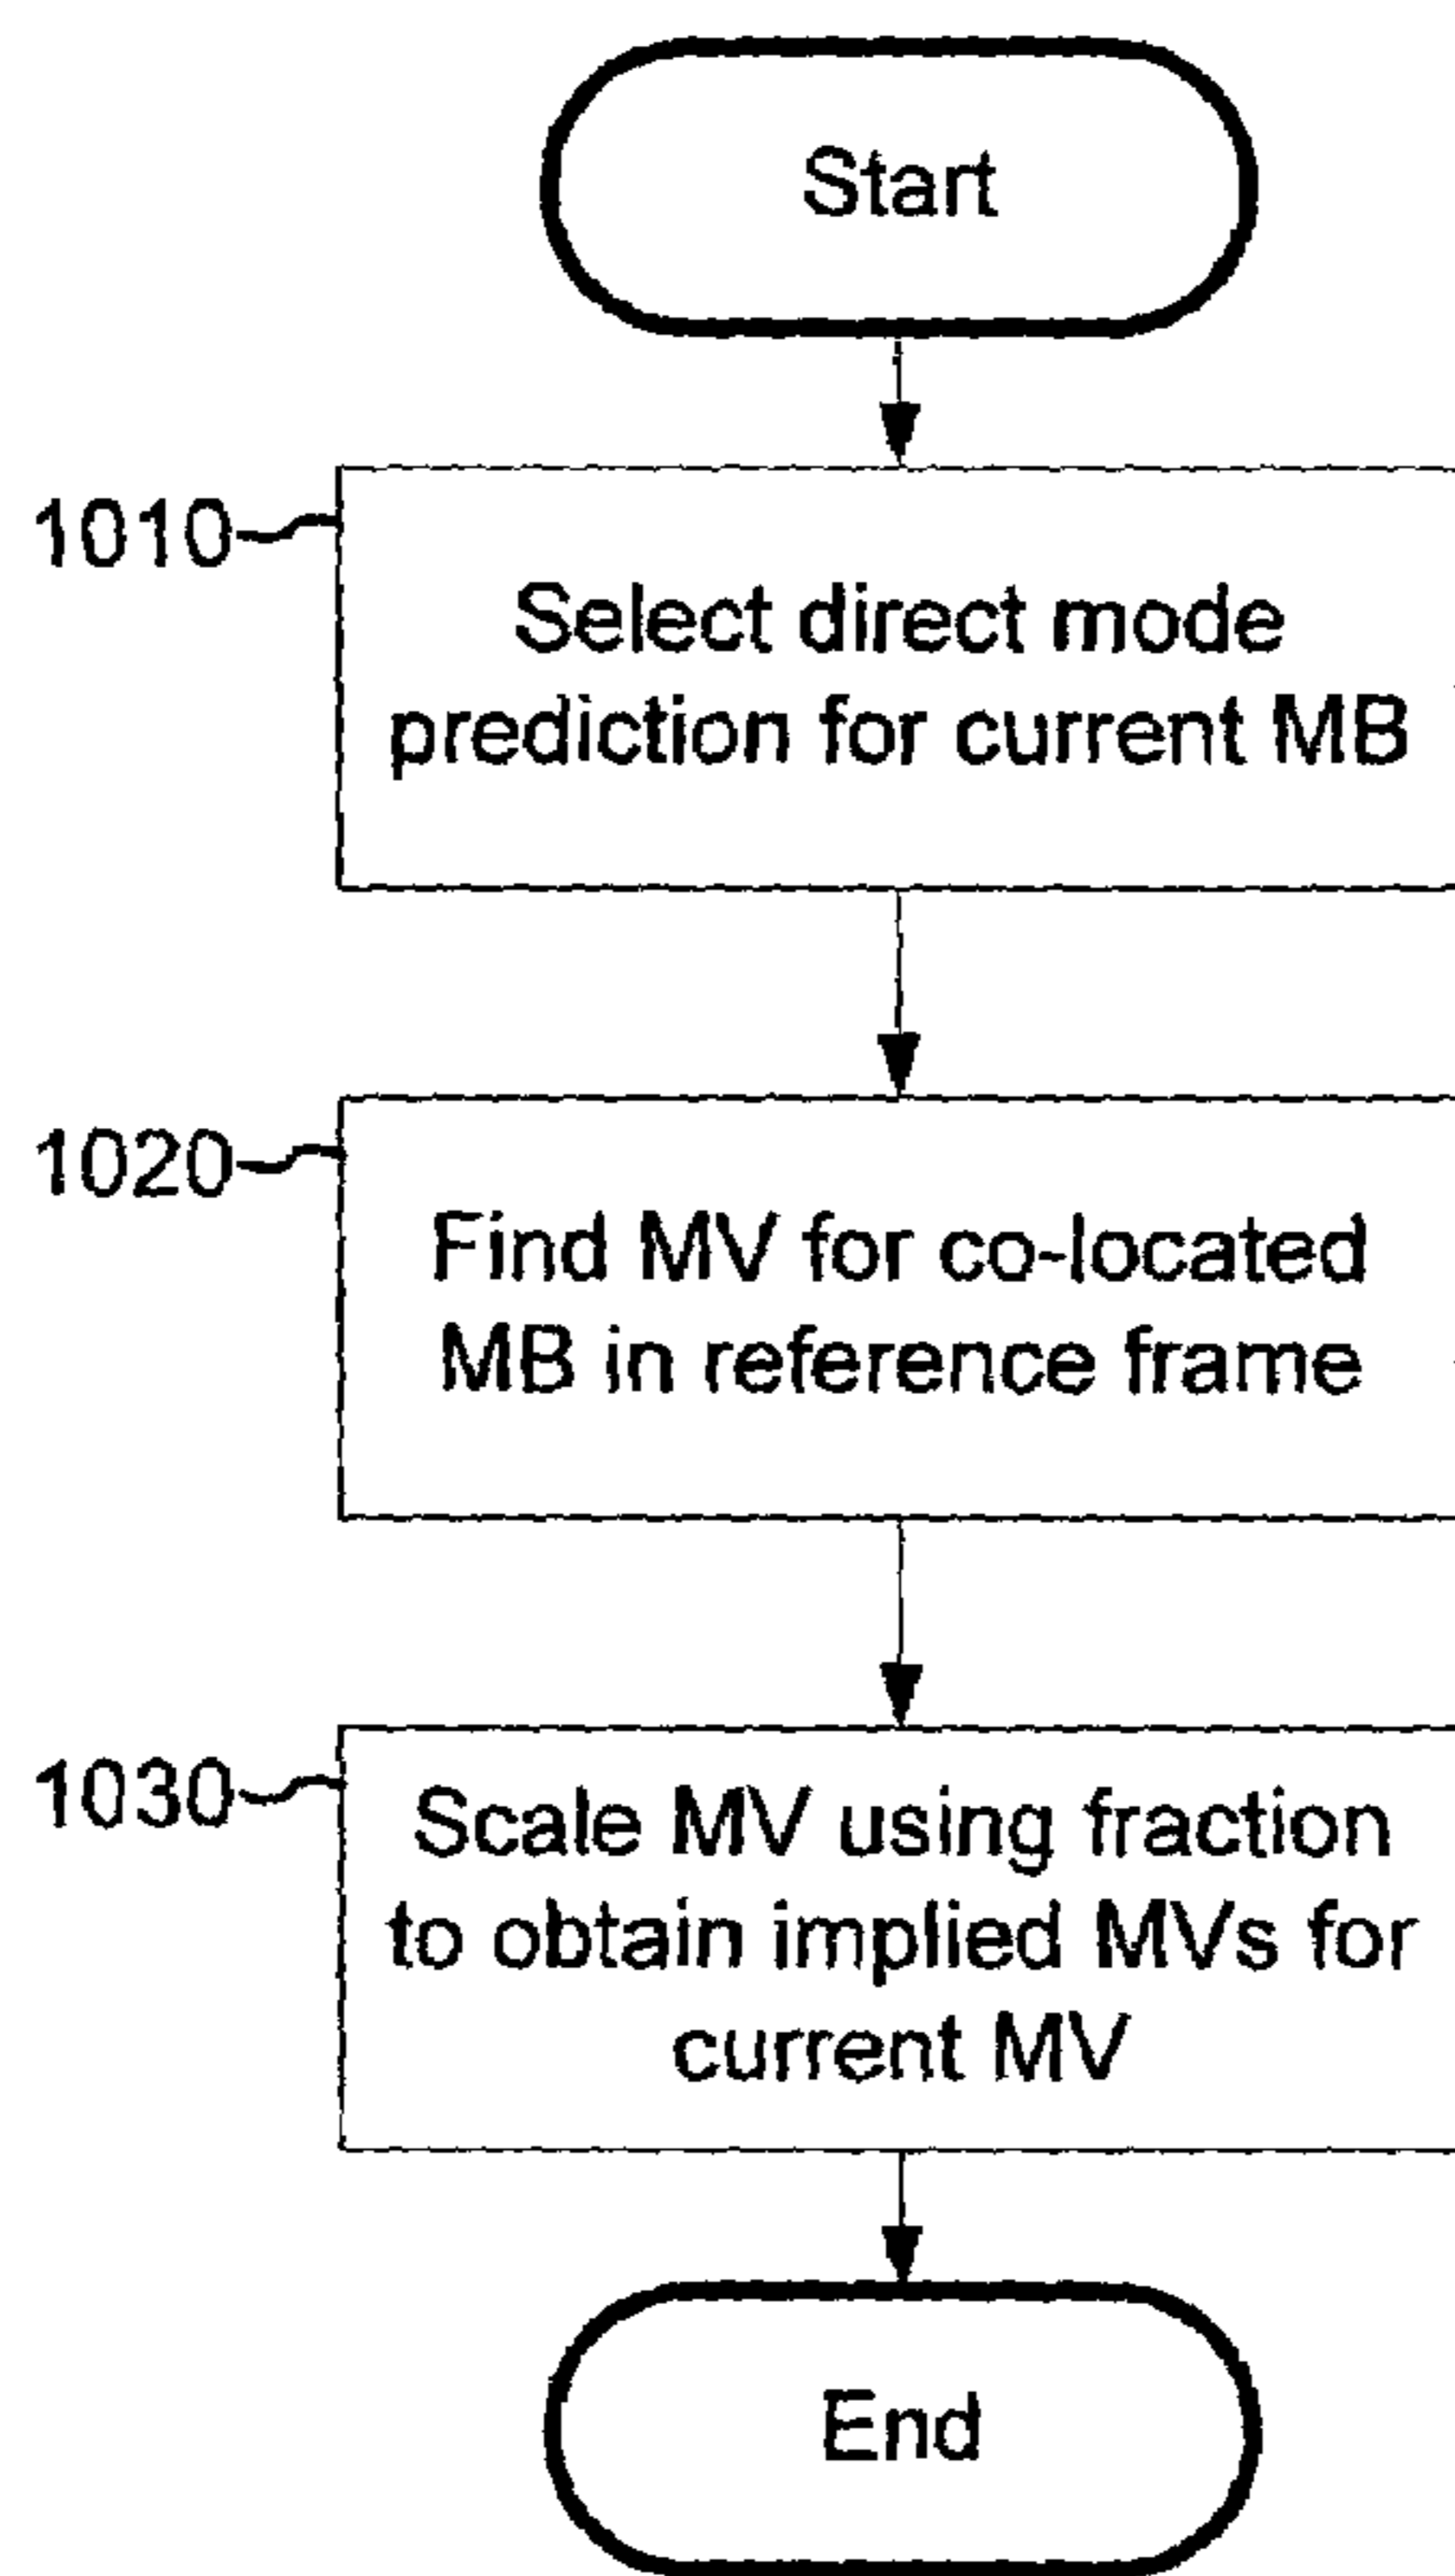 Start
1010
Select direct mode
prediction for current MB
1020
Find MV for co-located
MB in reference frame
1030
Scale MV using fraction
to obtain implied MVs for
current MV
End